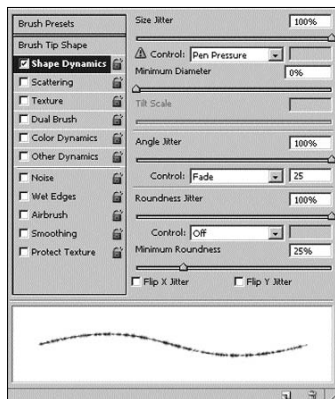 Brush Presets
Brush Tip Shape
Shape Dynamics
Scattering
Texture
Dual Brush
Color Dynamics
Other Dynamics
Noise
Wet Edges
Airbrush
Smoothing
Protect Texture
Size Jitter 100%
Control: Pen Pressure
Minimum Diameter 0%
Tilt Scale
Angle Jitter 100%
Control: Fade 25
Roundness Jitter 100%
Control: Off
Minimum Roundness 25%
Flip X Jitter Flip Y Jitter